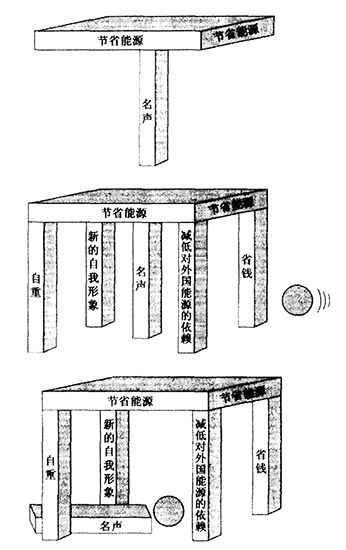 节省能源
节省能源
名声
节省能源
节省能源
自重
新的自我形象
名声
减低对外国能源的依赖
省钱
节省能源
节省能源
自重
新的自我形象
名声
减低对外国能源的依赖
省钱